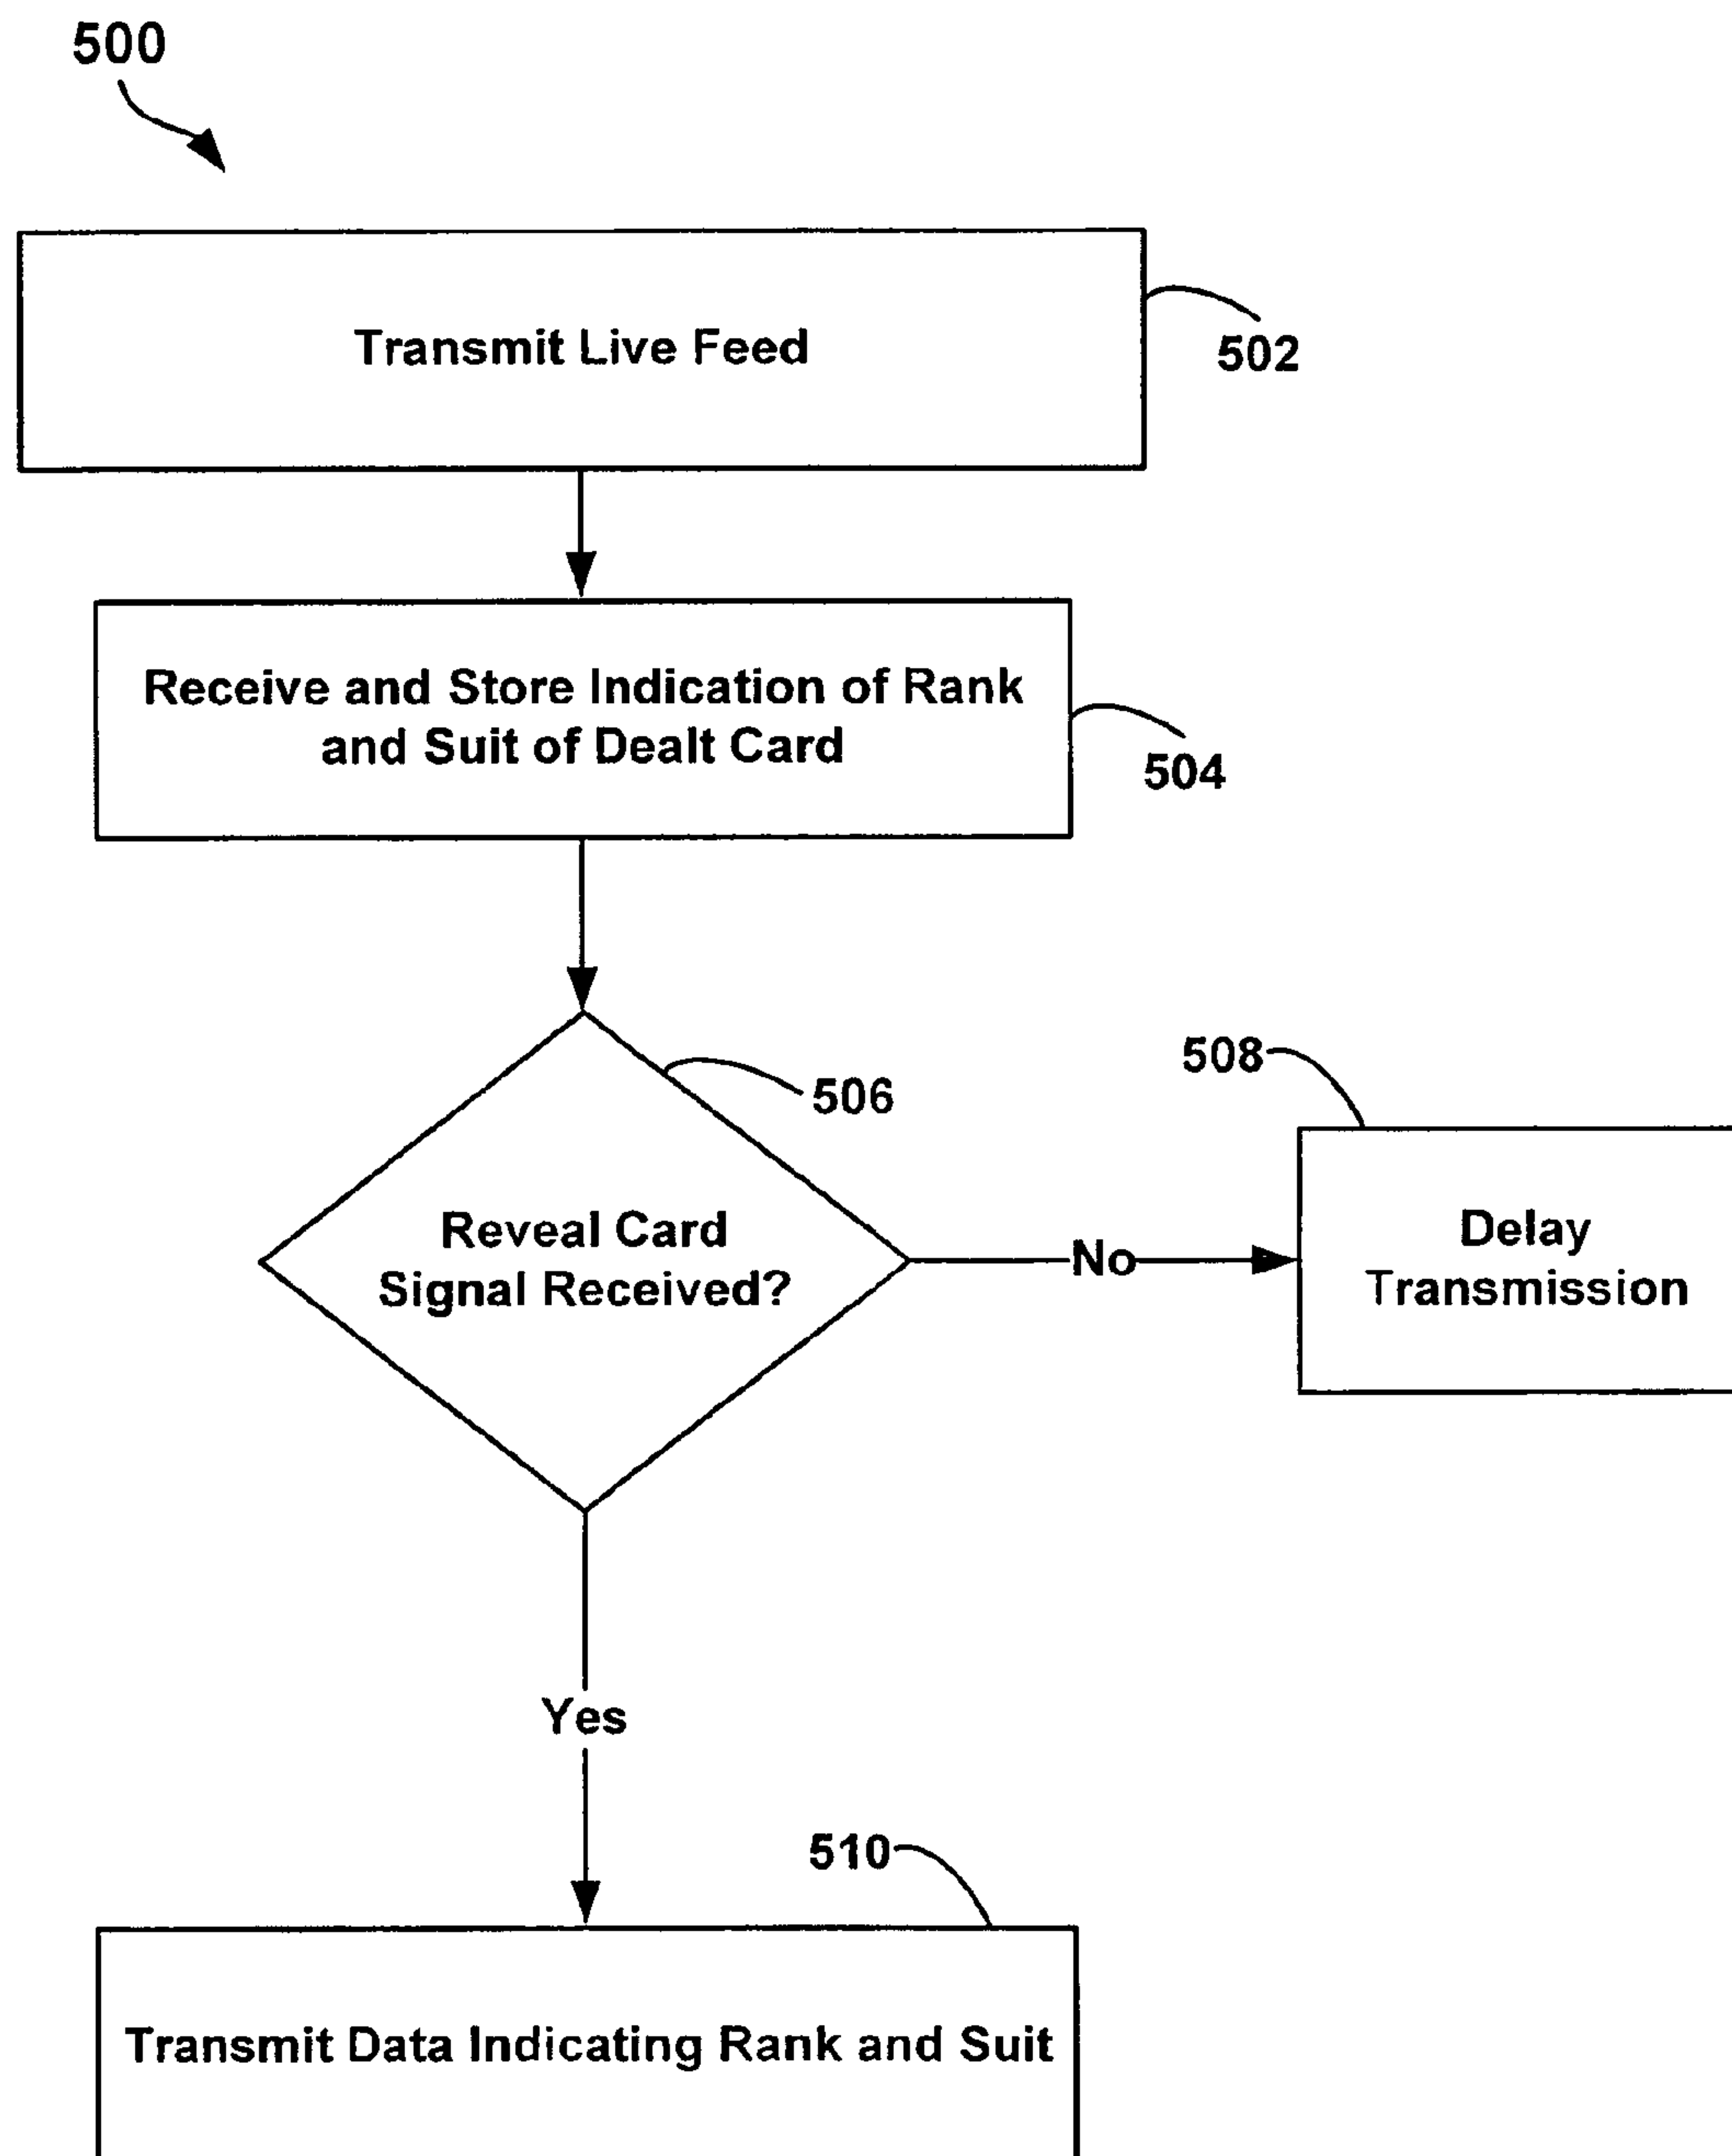 500
Transmit Live Feed
502
Receive and Store Indication of Rank
and Suit of Dealt Card
504
506
508
Reveal Card
Signal Received?
No
Delay
Transmission
Yes
510
Transmit Data Indicating Rank and Suit